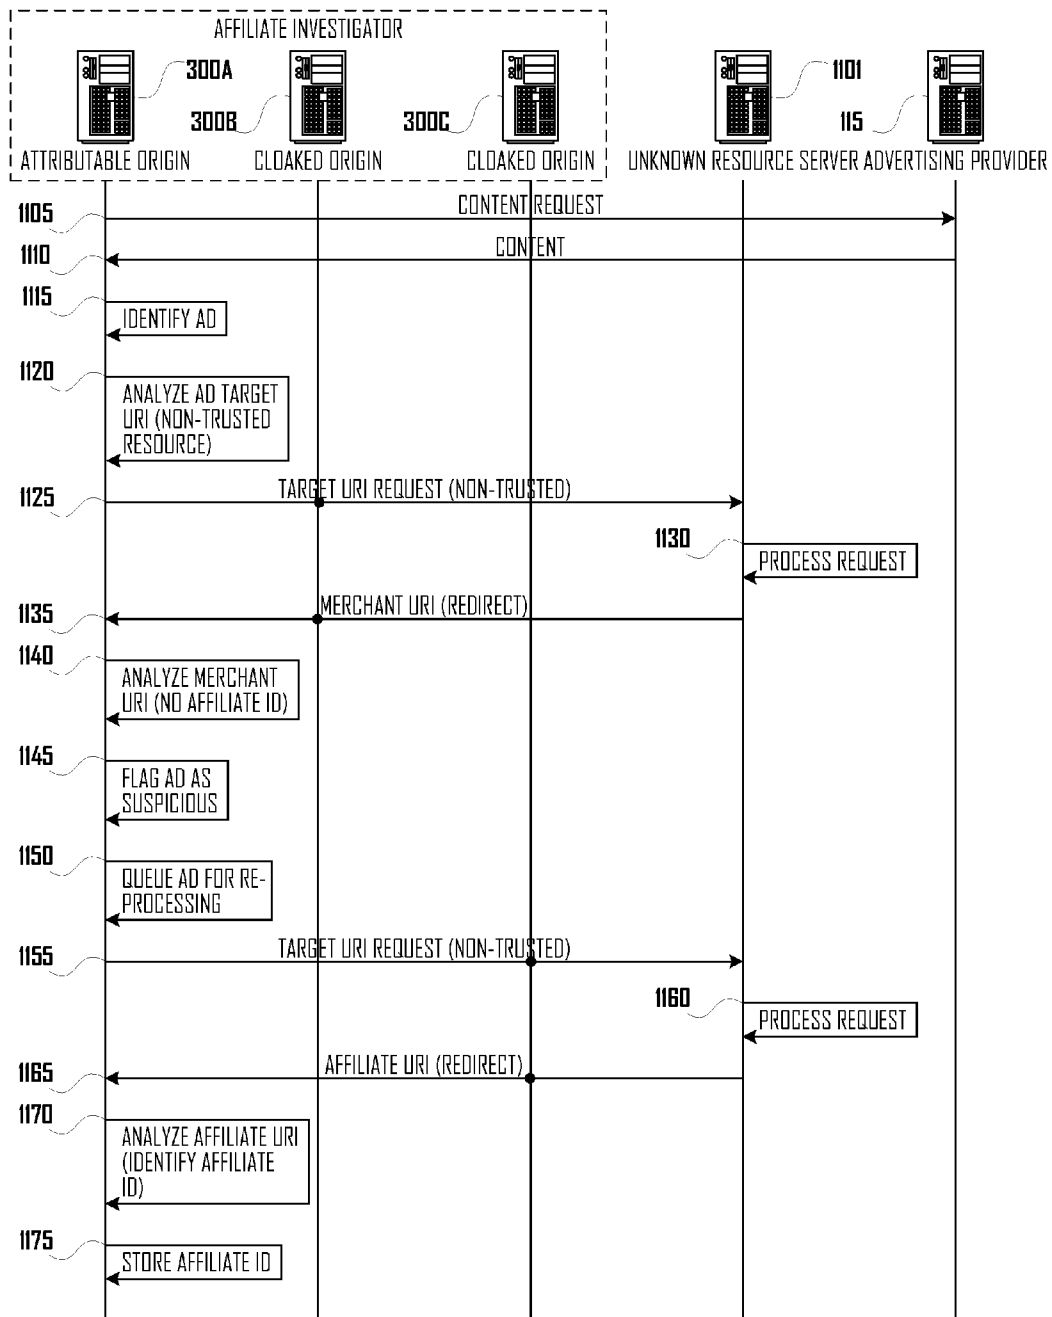 AFFILIATE INVESTIGATOR
300A
300B
300C
1101
115
ATTRIBUTABLE ORIGIN
CLOAKED ORIGIN
CLOAKED ORIGIN
UNKNOWN RESOURCE SERVER
ADVERTISING PROVIDER
1105
CONTENT REQUEST
1110
CONTENT
1115
IDENTIFY AD
1120
ANALYZE AD TARGET
URI (NON-TRUSTED
RESOURCE)
1125
TARGET URI REQUEST (NON-TRUSTED)
1130
PROCESS REQUEST
1135
MERCHANT URI (REDIRECT)
1140
ANALYZE MERCHANT
URI (NO AFFILIATE ID)
1145
FLAG AD AS
SUSPICIOUS
1150
QUEUE AD FOR RE-
PROCESSING
1155
TARGET URI REQUEST (NON-TRUSTED)
1160
PROCESS REQUEST
1165
AFFILIATE URI (REDIRECT)
1170
ANALYZE AFFILIATE URI
(IDENTIFY AFFILIATE
ID)
1175
STORE AFFILIATE ID